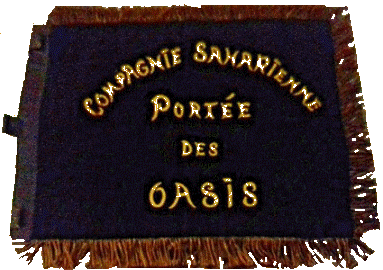 COMPAGNIE SAHARIENNE
PORTÉE
DES
OASIS